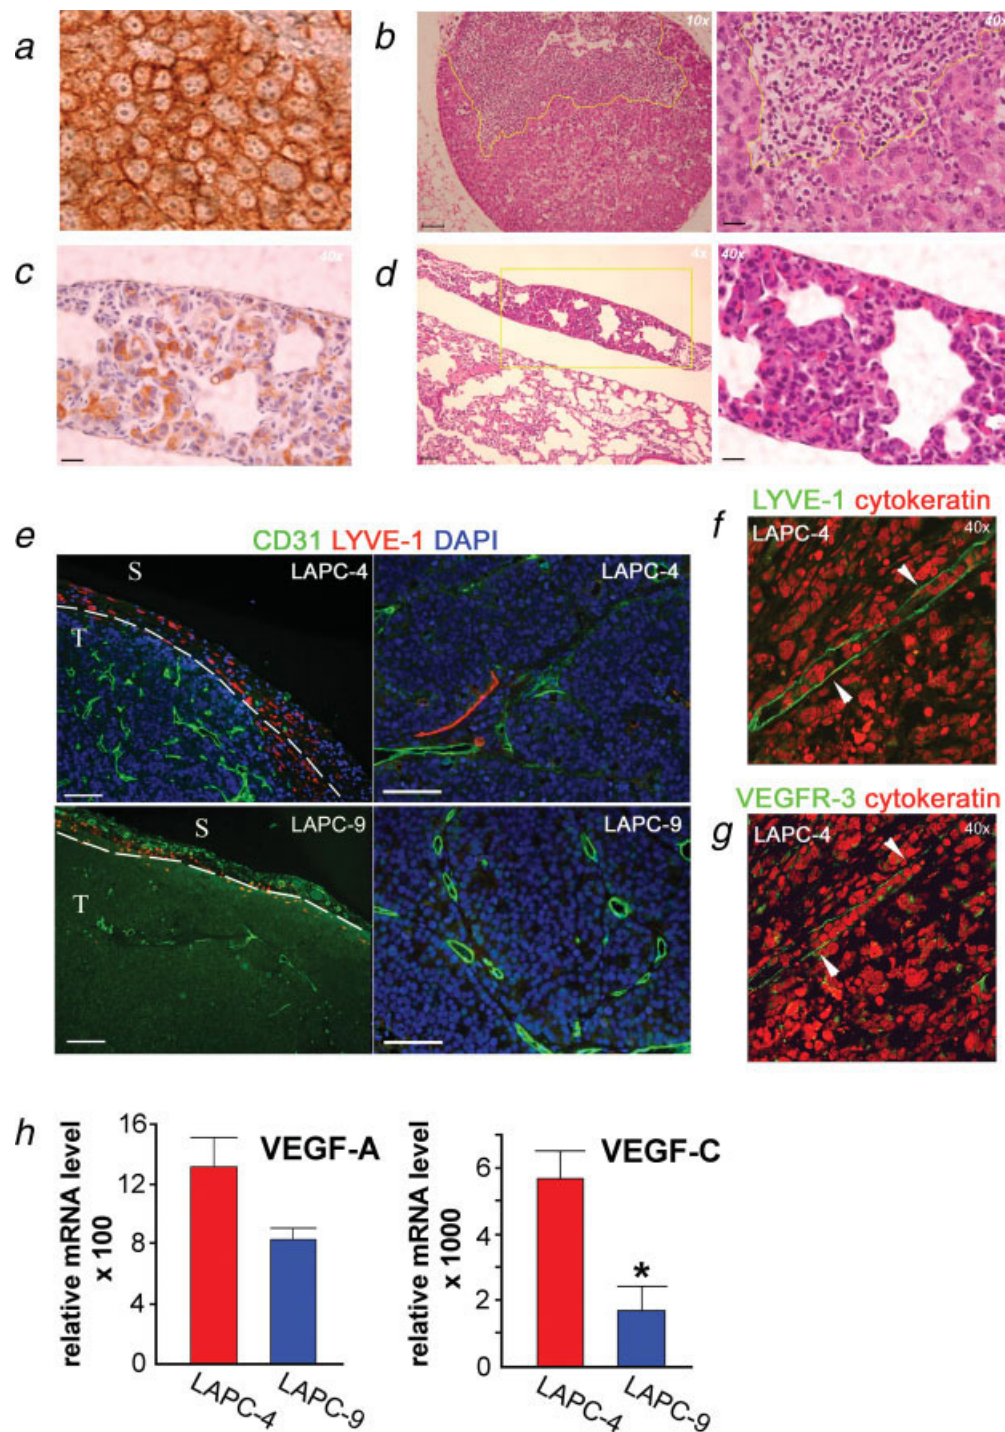 a
b
10x
40x
c
40x
d
4x
40x
e
CD31 LYVE-1 DAPI
S
T
LAPC-4
LAPC-4
S
T
LAPC-9
LAPC-9
f
LYVE-1 cytokeratin
LAPC-4
40x
g
VEGFR-3 cytokeratin
LAPC-4
40x
h
relative mRNA level
x 100
16
12
8
4
0
VEGF-A
LAPC-4
LAPC-9
relative mRNA level
x 1000
6
4
2
0
VEGF-C
*
LAPC-4
LAPC-9